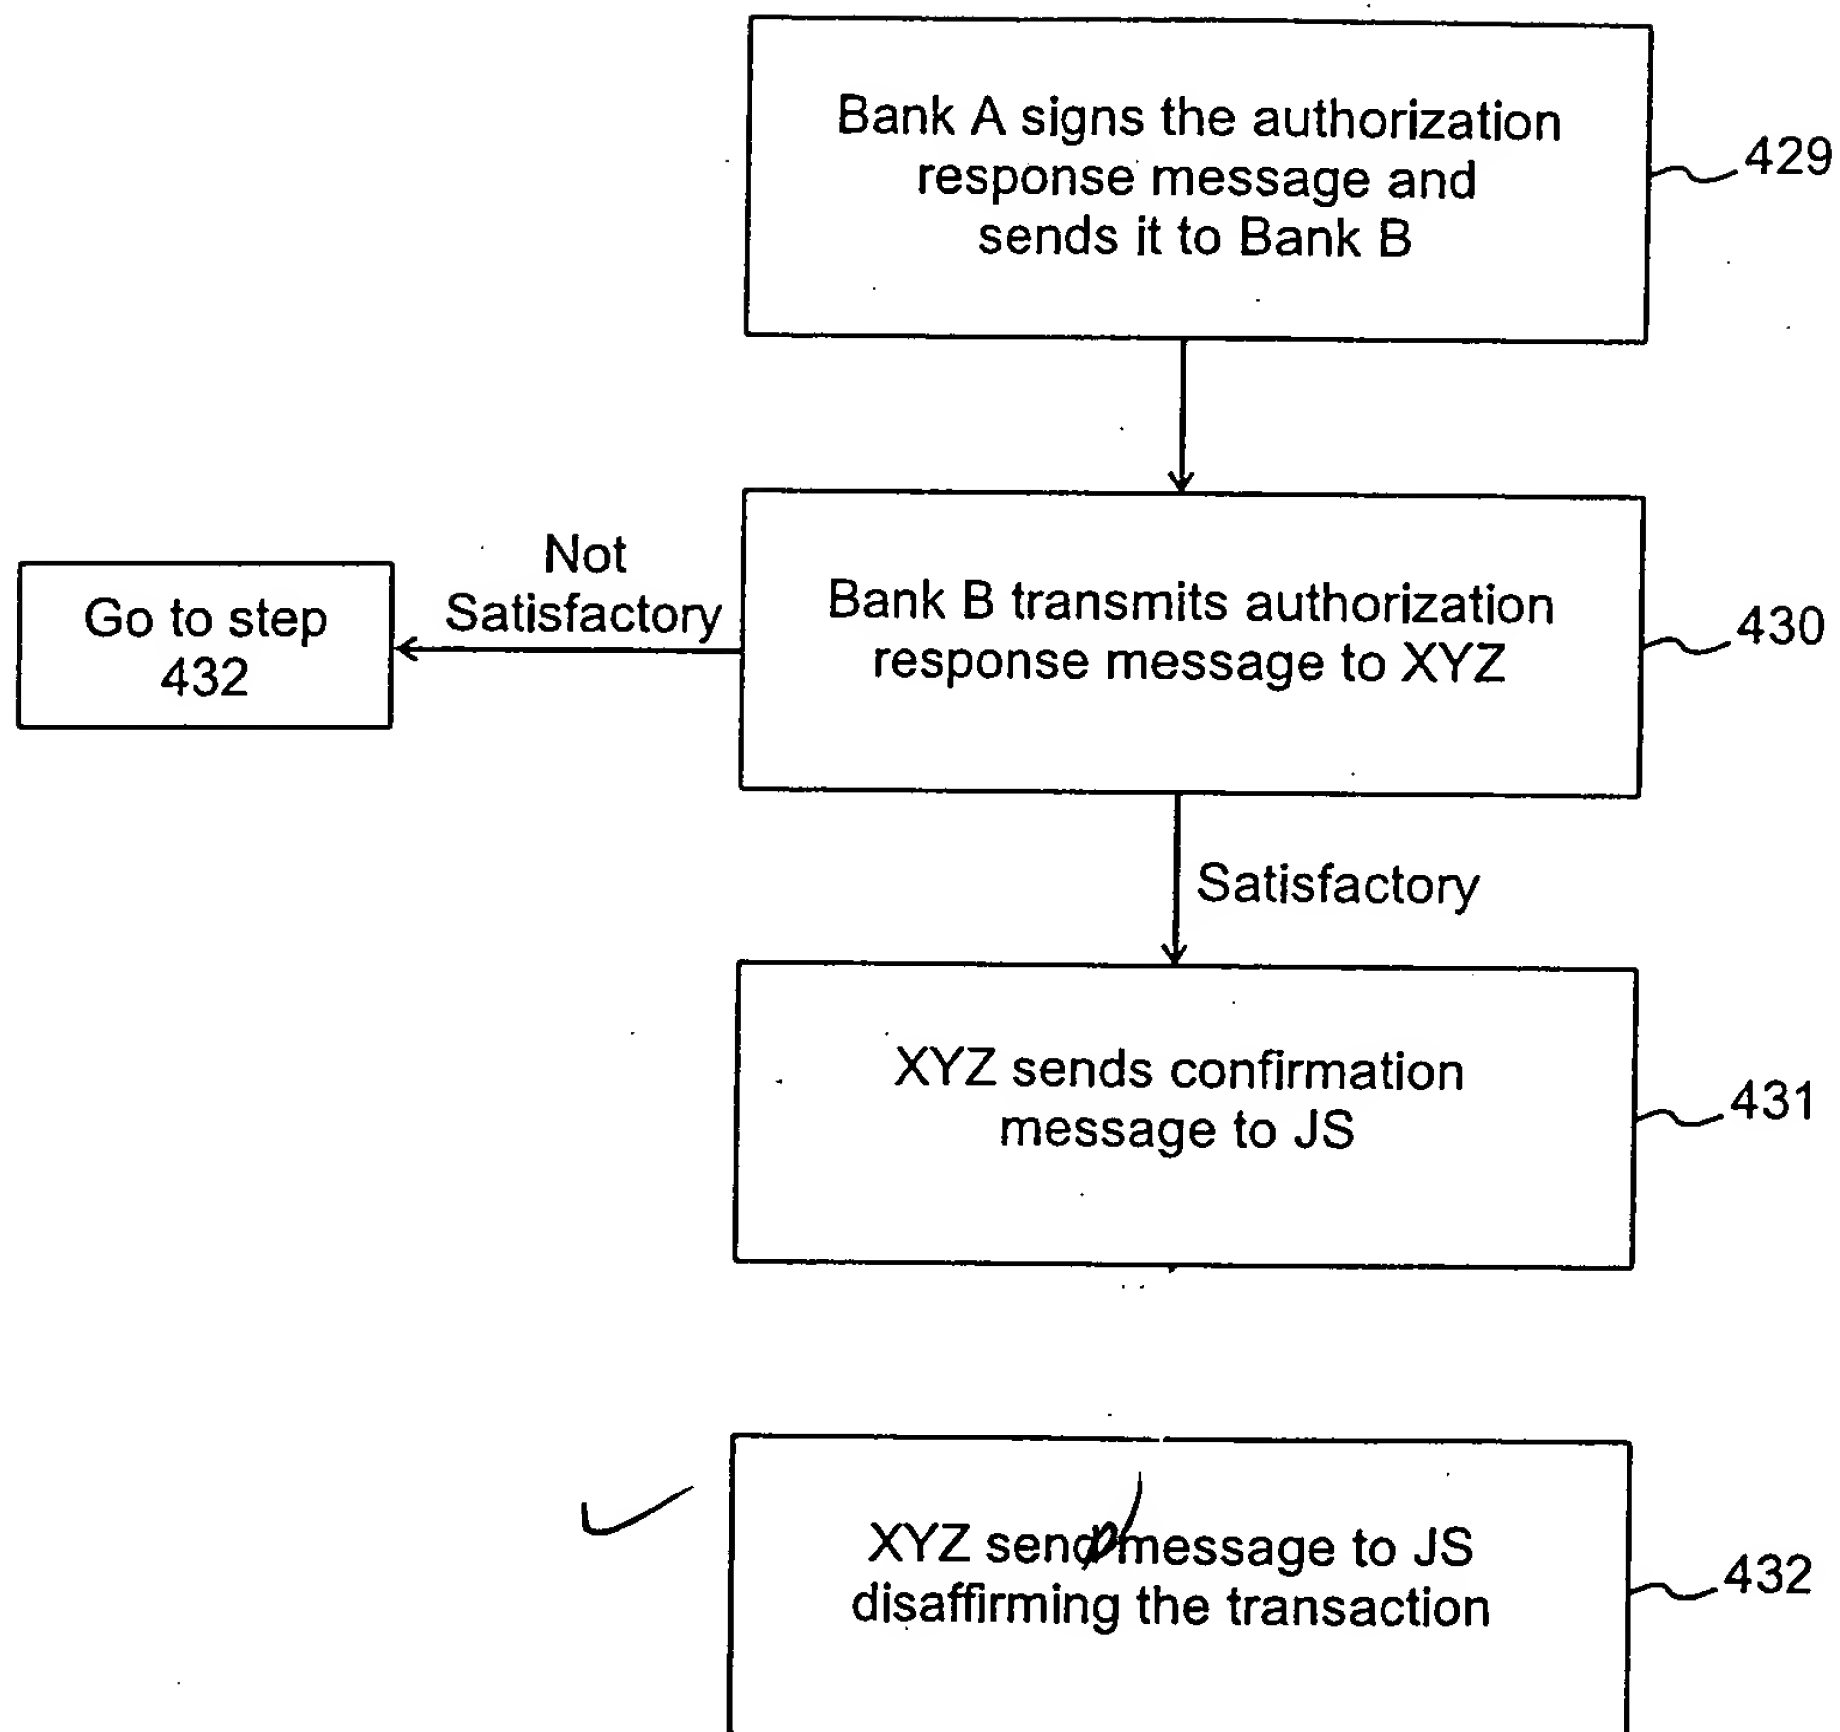 Bank A signs the authorization
response message and
sends it to Bank B
429
Not
Satisfactory
Go to step
432
Bank B transmits authorization
response message to XYZ
430
Satisfactory
XYZ sends confirmation
message to JS
431
XYZ send message to JS
disaffirming the transaction
432